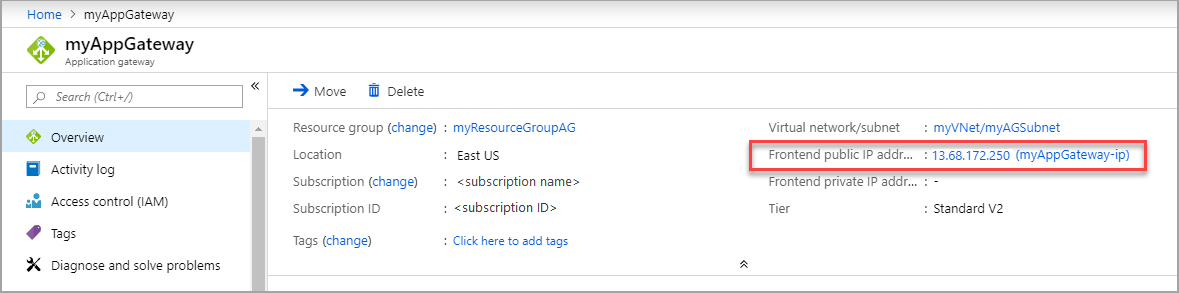 Home > myAppGateway
myAppGateway
Application gateway
Search (Ctrl+/)
«
Overview
Activity log
Access control (IAM)
Tags
Diagnose and solve problems
Move
Delete
Resource group (change) : myResourceGroupAG
Location : East US
Subscription (change) : <subscription name>
Subscription ID : <subscription ID>
Tags (change) : Click here to add tags
Virtual network/subnet : myVNet/myAGSubnet
Frontend public IP addr... : 13.68.172.250 (myAppGateway-ip)
Frontend private IP addr... : -
Tier : Standard V2